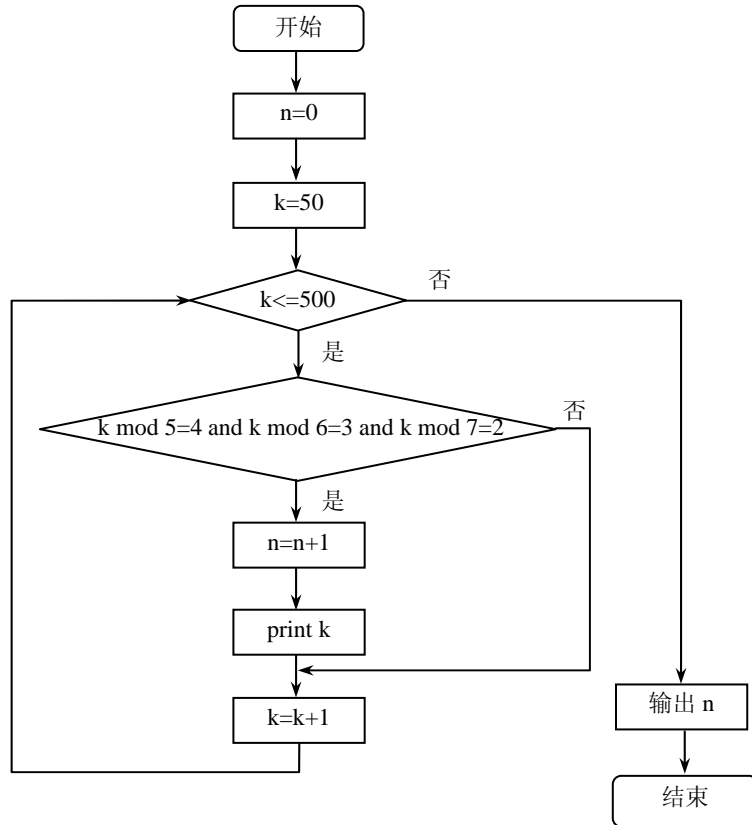 开始
n=0
k=50
k<=500
否
是
k mod 5=4 and k mod 6=3 and k mod 7=2
否
是
n=n+1
print k
k=k+1
输出 n
结束